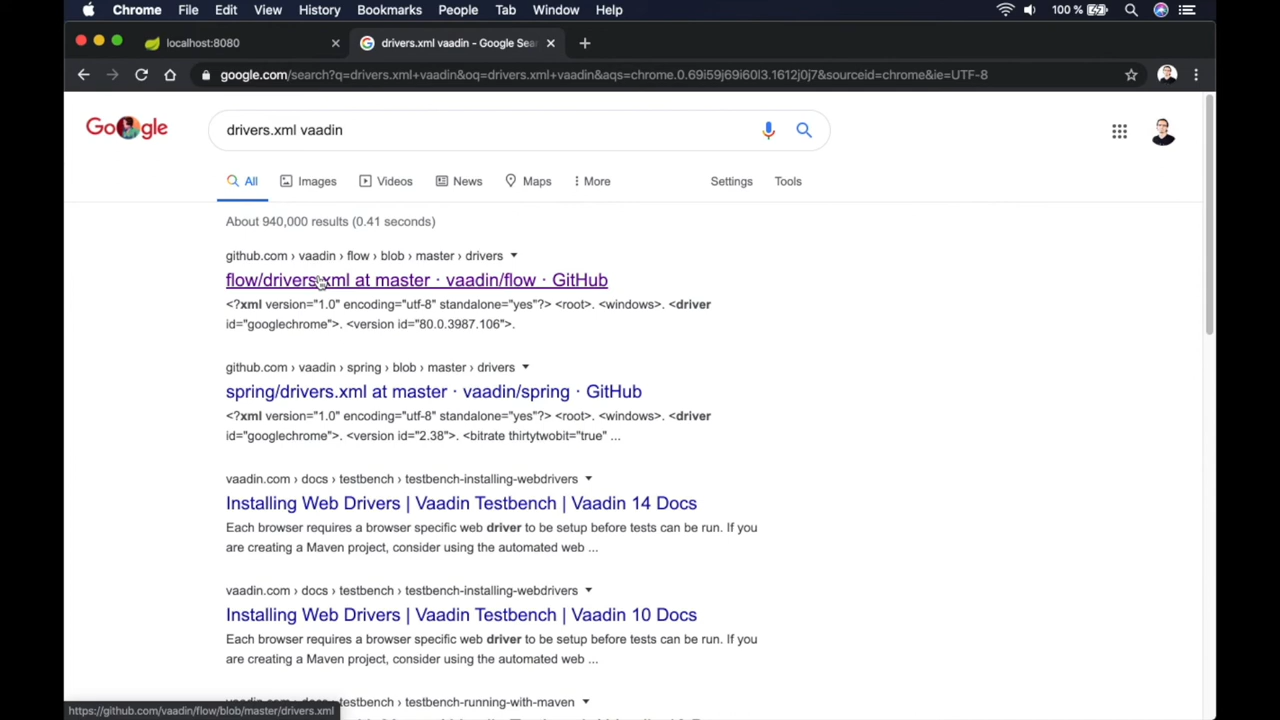 Chrome File Edit View History Bookmarks People Tab Window Help 100 %
localhost:8080
drivers.xml vaadin - Google Sea
google.com/search?q=drivers.xml+vaadin&oq=drivers.xml+vaadin&aqs=chrome.0.69i59j69i60l3.1612j0j7&sourceid=chrome&ie=UTF-8
drivers.xml vaadin
All Images Videos News Maps More Settings Tools
About 940,000 results (0.41 seconds)
github.com › vaadin › flow › blob › master › drivers
flow/drivers.xml at master · vaadin/flow · GitHub
<?xml version="1.0" encoding="utf-8" standalone="yes"?> <root>. <windows>. <driver
id="googlechrome">. <version id="80.0.3987.106">.
github.com › vaadin › spring › blob › master › drivers
spring/drivers.xml at master · vaadin/spring · GitHub
<?xml version="1.0" encoding="utf-8" standalone="yes"?> <root>. <windows>. <driver
id="googlechrome">. <version id="2.38">. <bitrate thirtytwobit="true" ...
vaadin.com › docs › testbench › testbench-installing-webdrivers
Installing Web Drivers | Vaadin Testbench | Vaadin 14 Docs
Each browser requires a browser specific web driver to be setup before tests can be run. If you
are creating a Maven project, consider using the automated web ...
vaadin.com › docs › testbench › testbench-installing-webdrivers
Installing Web Drivers | Vaadin Testbench | Vaadin 10 Docs
Each browser requires a browser specific web driver to be setup before tests can be run. If you
are creating a Maven project, consider using the automated web ...
testbench › testbench-running-with-maven
https://github.com/vaadin/flow/blob/master/drivers.xml